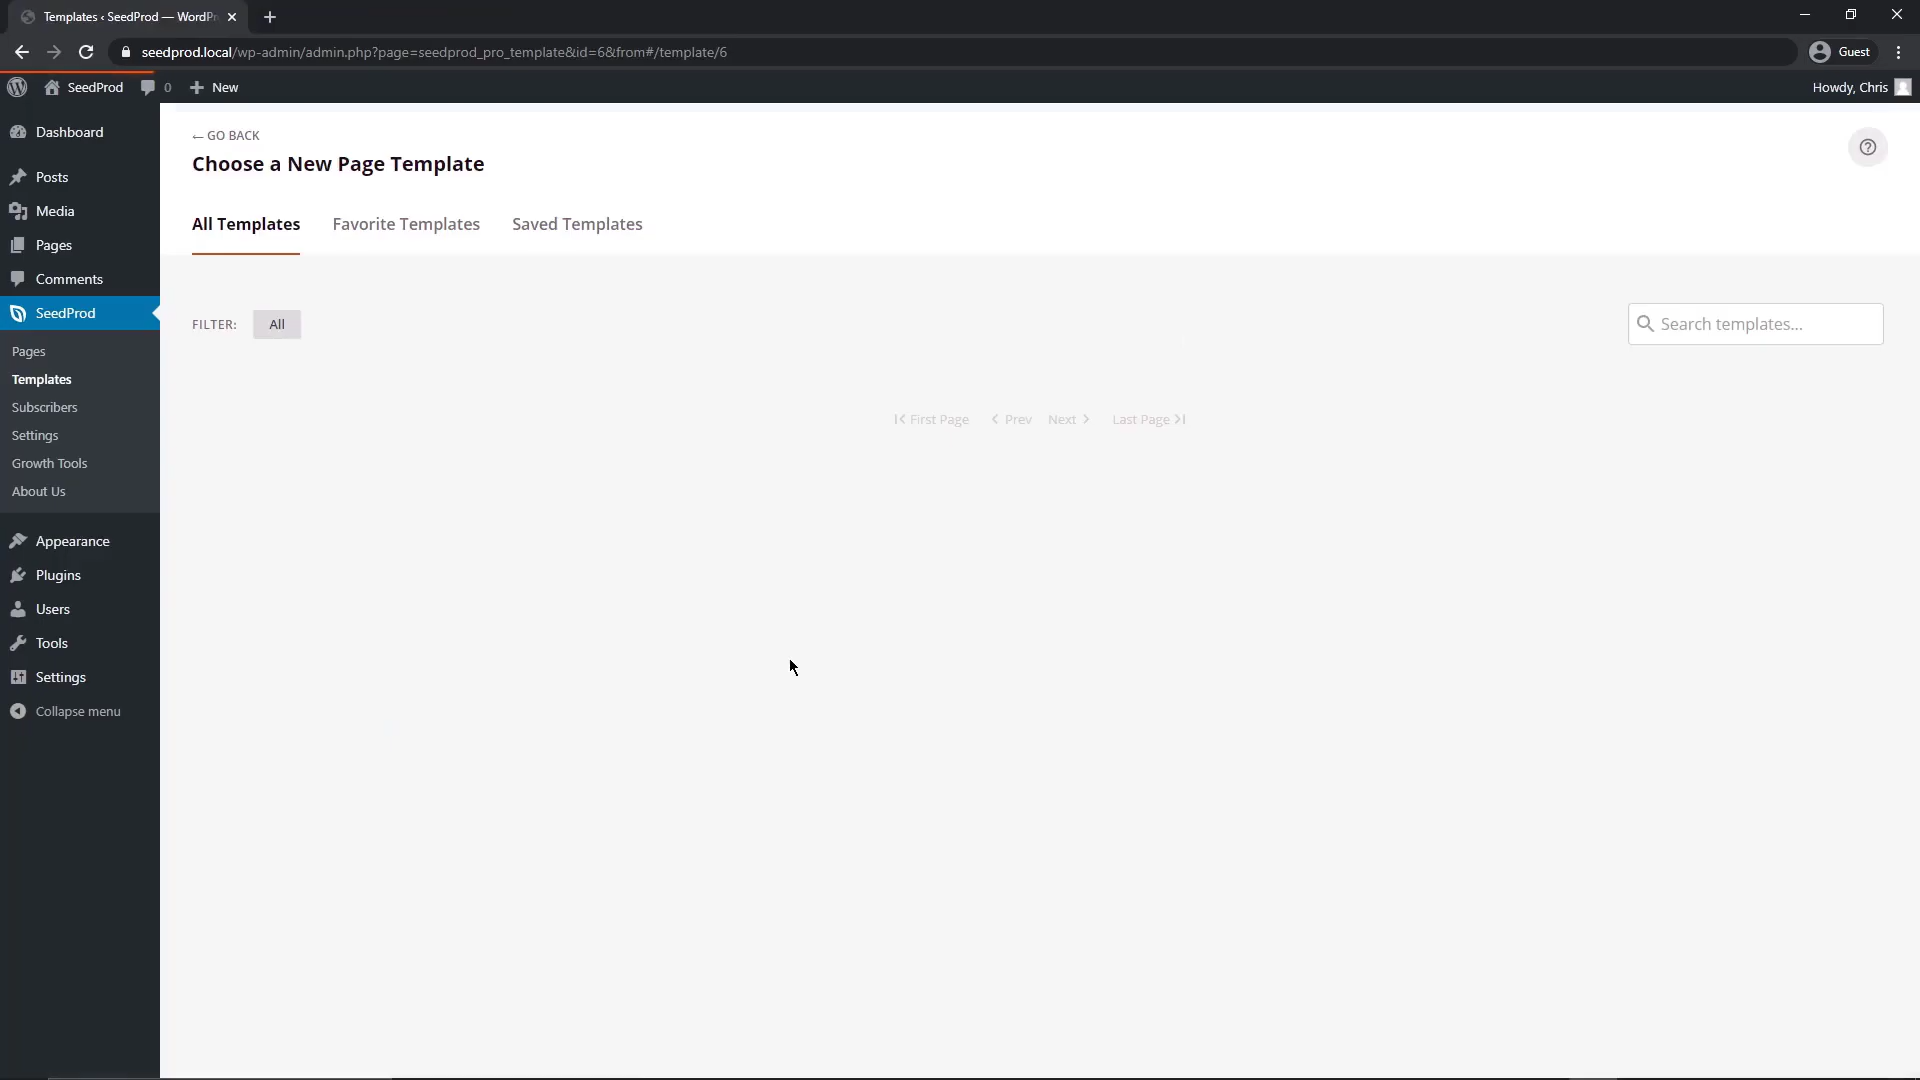 Templates ‹ SeedProd — WordPr
seedprod.local/wp-admin/admin.php?page=seedprod_pro_template&id=6&from#/template/6
Guest
SeedProd
0
New
Howdy, Chris
Dashboard
Posts
Media
Pages
Comments
SeedProd
Pages
Templates
Subscribers
Settings
Growth Tools
About Us
Appearance
Plugins
Users
Tools
Settings
Collapse menu
← GO BACK
Choose a New Page Template
All Templates Favorite Templates Saved Templates
FILTER: All
Search templates...
First Page Prev Next Last Page